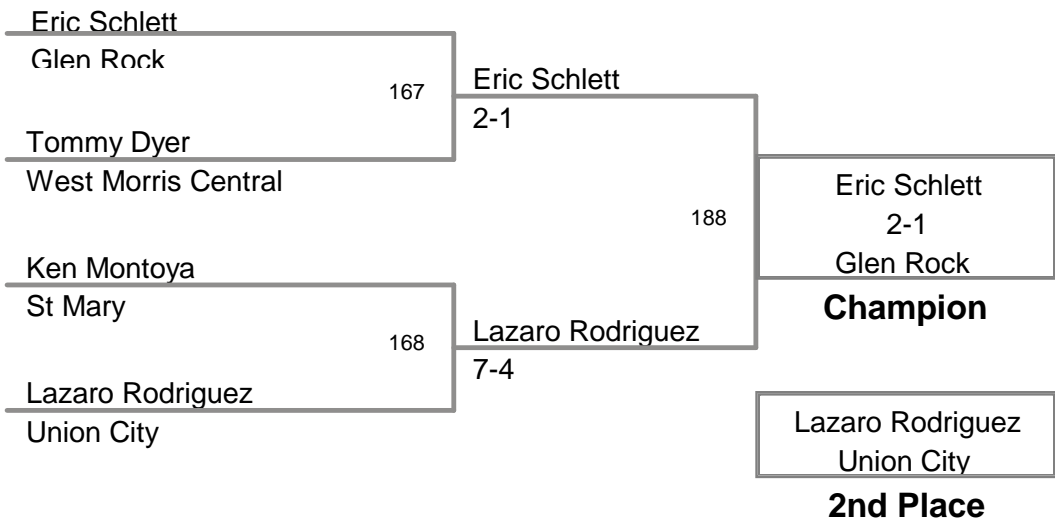 Eric Schlett
Glen Rock
167
Tommy Dyer
West Morris Central
Ken Montoya
St Mary
168
Lazaro Rodriguez
Union City
Eric Schlett
2-1
188
Lazaro Rodriguez
7-4
Eric Schlett
2-1
Glen Rock
Champion
Lazaro Rodriguez
Union City
2nd Place